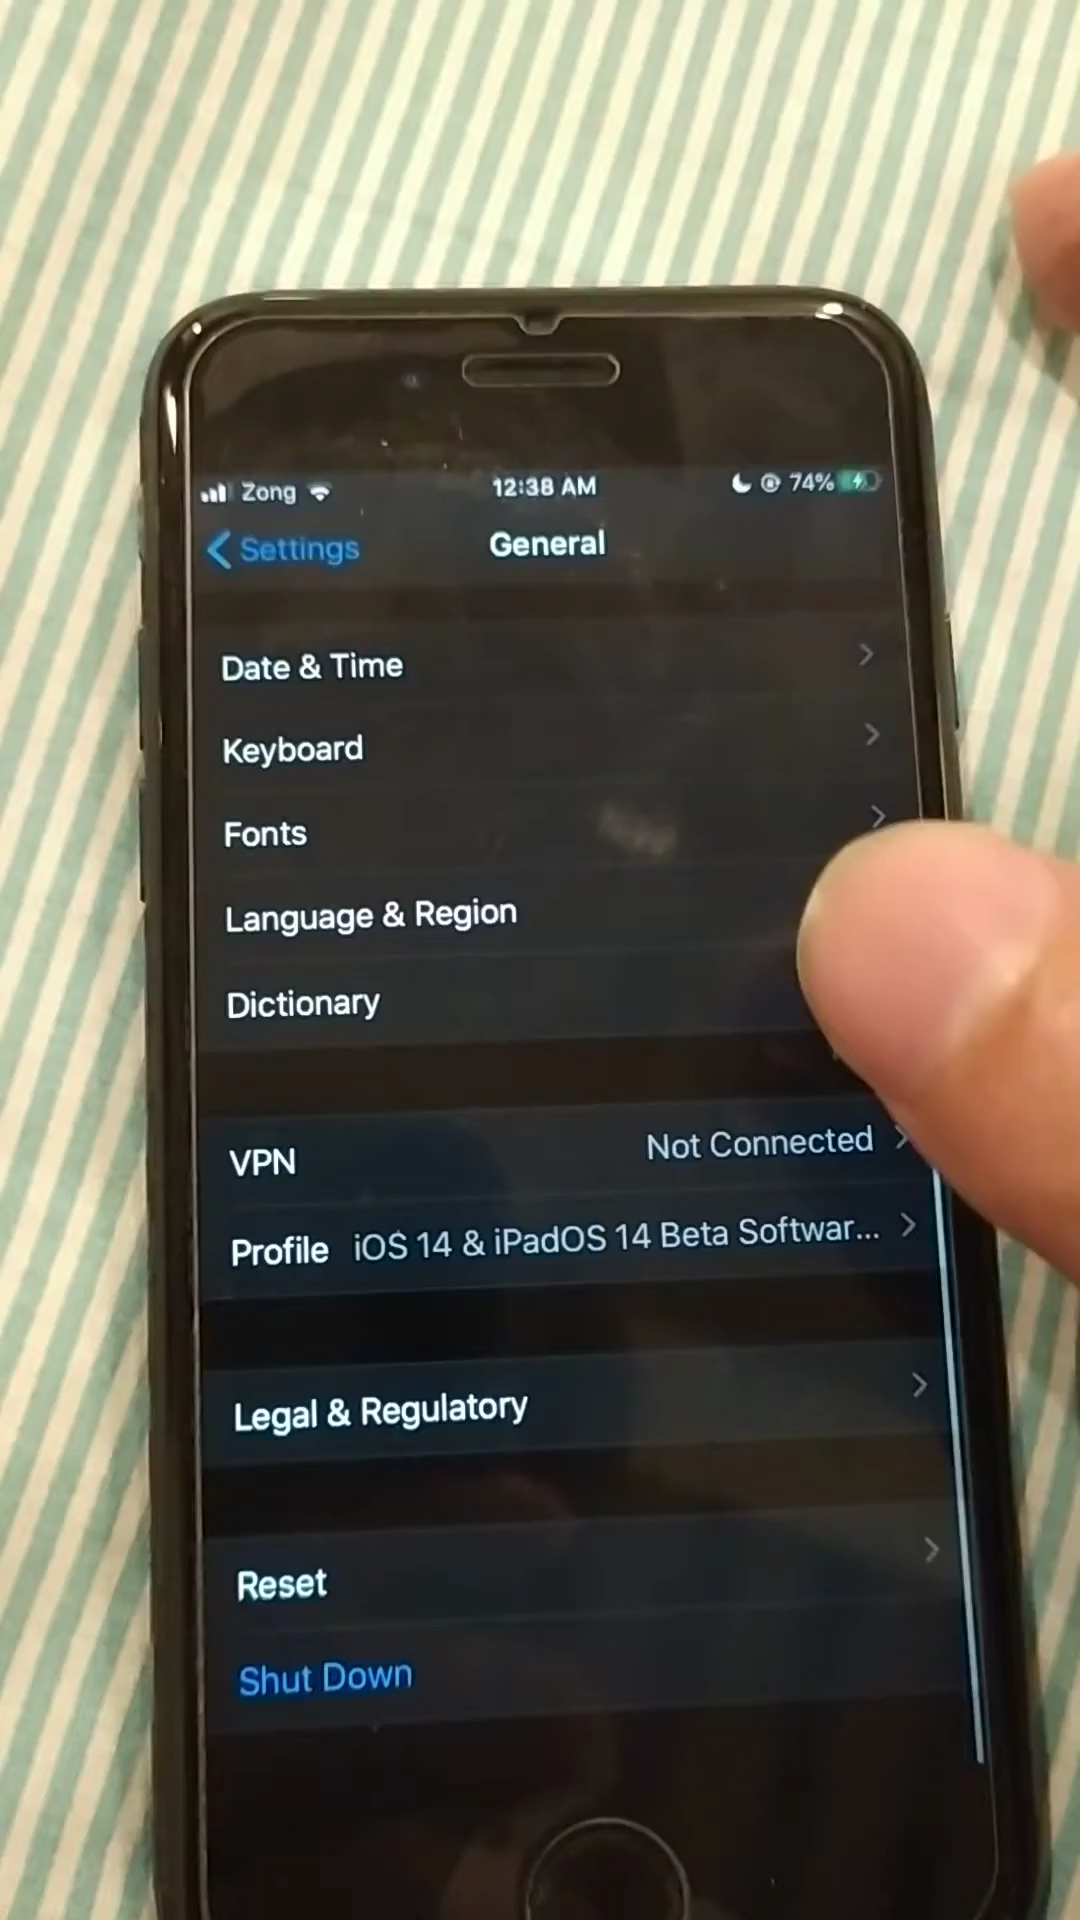 Zong 12:38 AM 74%
Settings General
Date & Time
Keyboard
Fonts
Language & Region
Dictionary
VPN Not Connected
Profile iOS 14 & iPadOS 14 Beta Softwar...
Legal & Regulatory
Reset
Shut Down